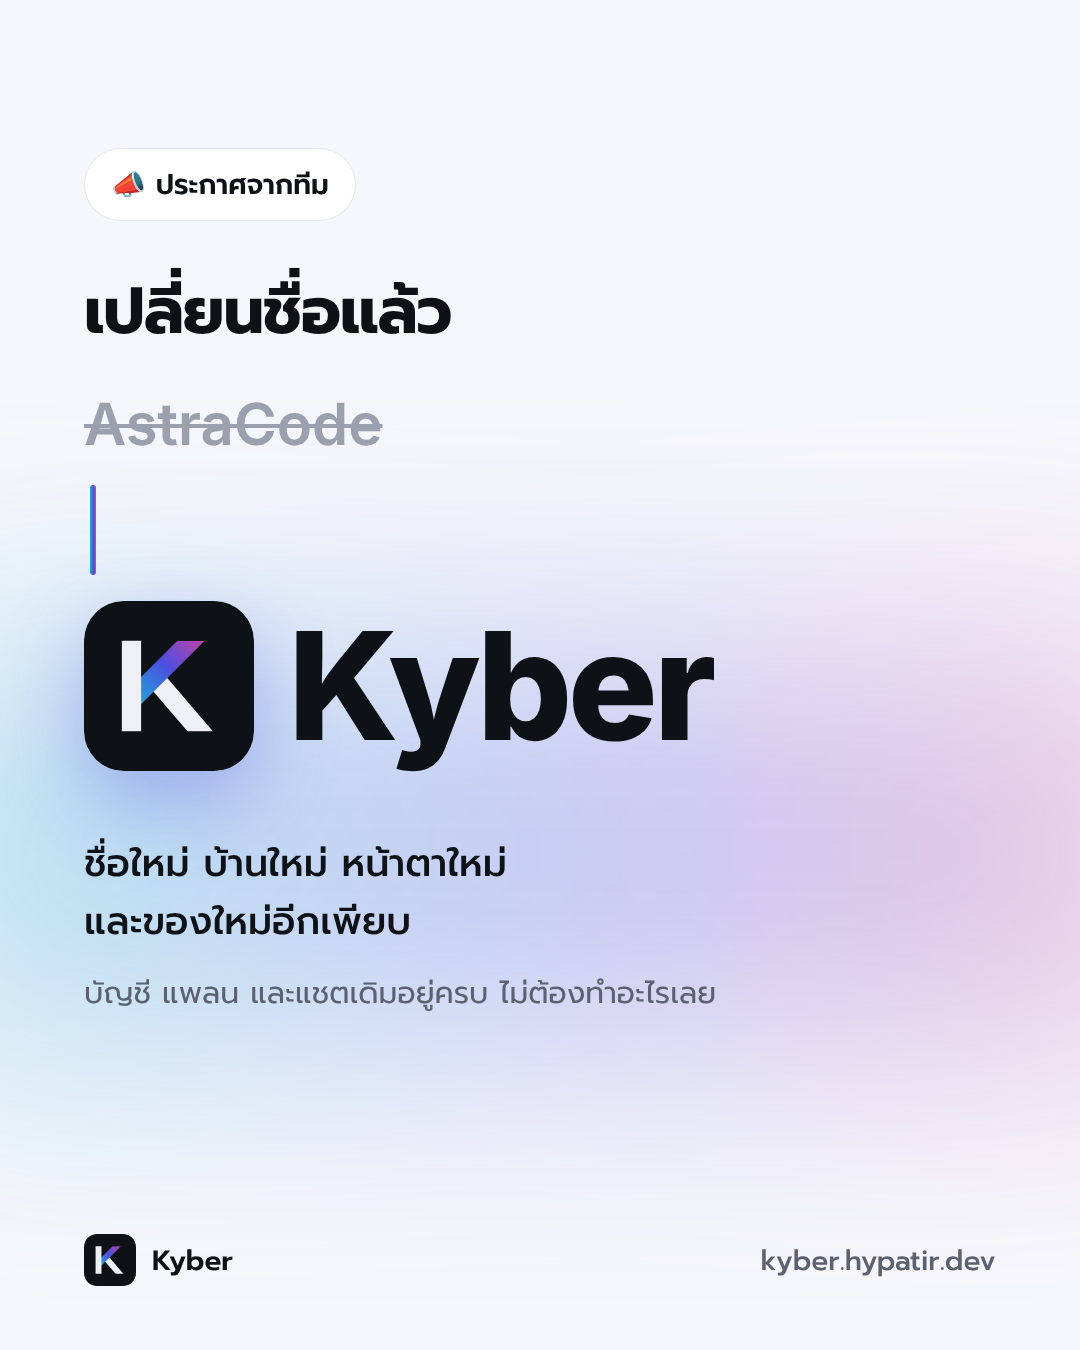 📣 ประกาศจากทีม
เปลี่ยนชื่อแล้ว
AstraCode
K Kyber
ชื่อใหม่ บ้านใหม่ หน้าตาใหม่
และของใหม่อีกเพียบ
บัญชี แพลน และแชตเดิมอยู่ครบ ไม่ต้องทำอะไรเลย
K Kyber
kyber.hypatir.dev